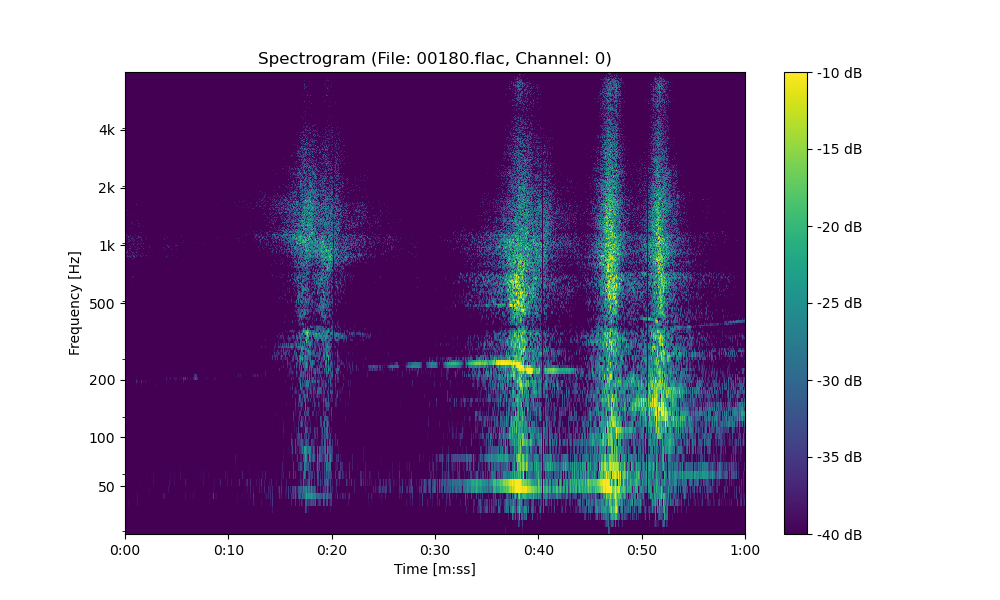 Spectrogram (File: 00180.flac, Channel: 0)
Frequency [Hz]
4k
2k
1k
500
200
100
50
0:00
0:10
0:20
0:30
0:40
0:50
1:00
Time [m:ss]
-10 dB
-15 dB
-20 dB
-25 dB
-30 dB
-35 dB
-40 dB